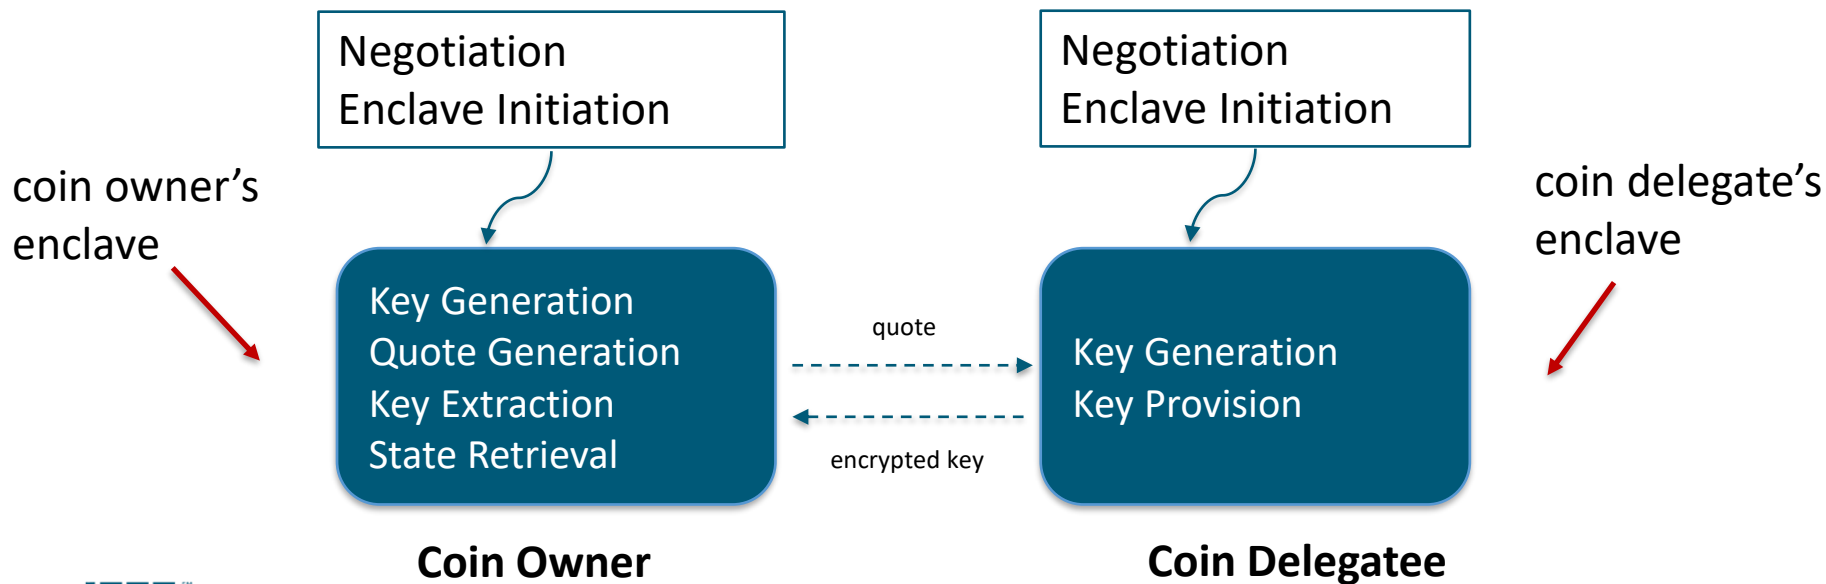 Negotiation
Enclave Initiation
Negotiation
Enclave Initiation
coin owner's
enclave
coin delegate's
enclave
Key Generation
Quote Generation
Key Extraction
State Retrieval
quote
encrypted key
Key Generation
Key Provision
Coin Owner
Coin Delegatee